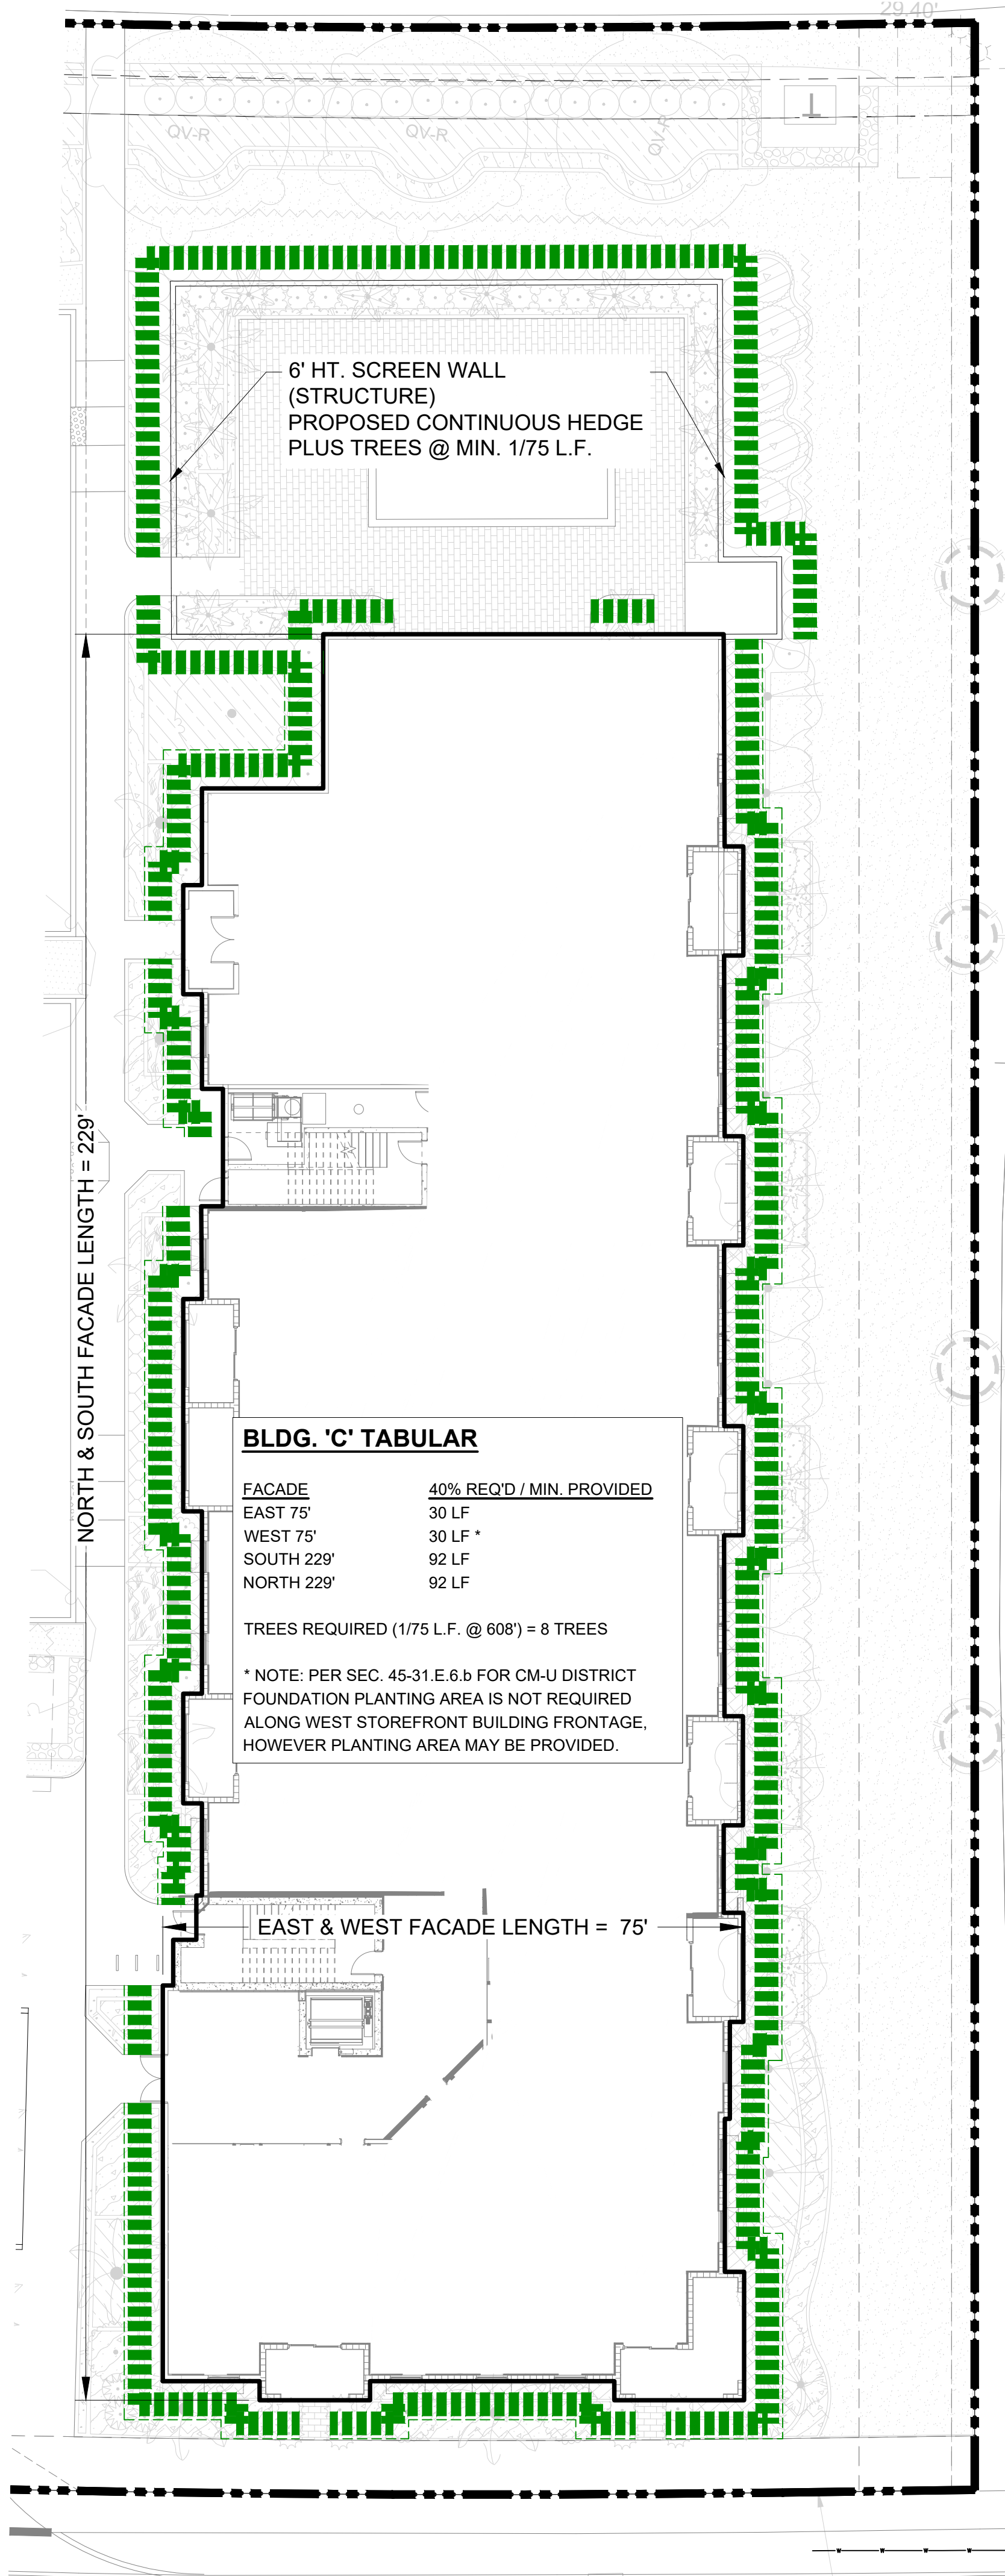 29.40'
QV-R
QV-R
QV-R
6' HT. SCREEN WALL
(STRUCTURE)
PROPOSED CONTINUOUS HEDGE
PLUS TREES @ MIN. 1/75 L.F.
NORTH & SOUTH FACADE LENGTH = 229'
BLDG. 'C' TABULAR
FACADE 40% REQ'D / MIN. PROVIDED
EAST 75' 30 LF
WEST 75' 30 LF *
SOUTH 229' 92 LF
NORTH 229' 92 LF
TREES REQUIRED (1/75 L.F. @ 608') = 8 TREES
* NOTE: PER SEC. 45-31.E.6.b FOR CM-U DISTRICT
FOUNDATION PLANTING AREA IS NOT REQUIRED
ALONG WEST STOREFRONT BUILDING FRONTAGE,
HOWEVER PLANTING AREA MAY BE PROVIDED.
EAST & WEST FACADE LENGTH = 75'